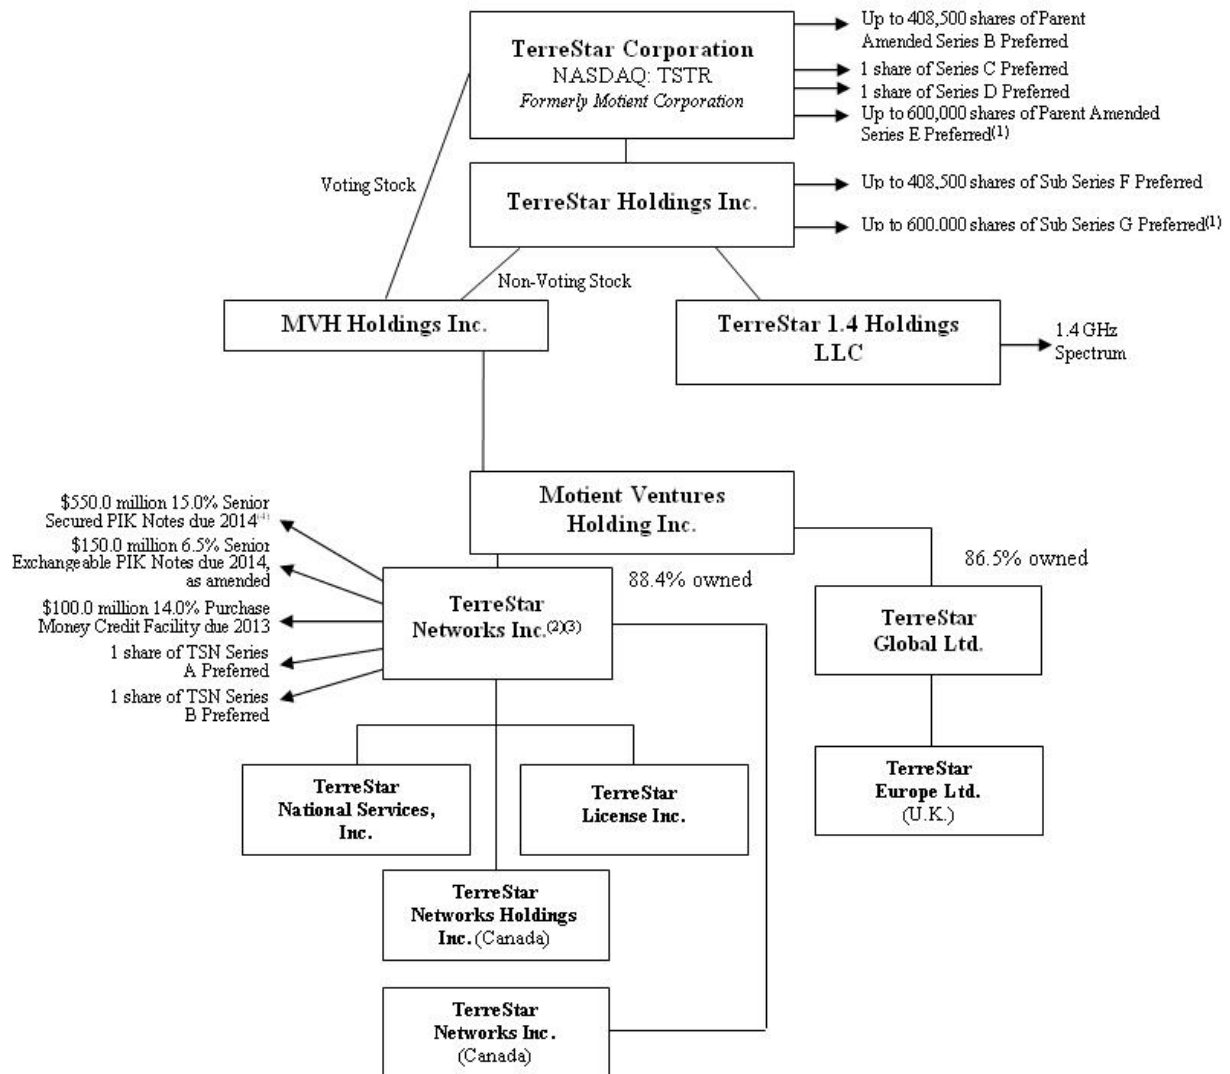 TerreStar Corporation
NASDAQ: TSTR
Formerly Motient Corporation
Up to 408,500 shares of Parent
Amended Series B Preferred
1 share of Series C Preferred
1 share of Series D Preferred
Up to 600,000 shares of Parent Amended
Series E Preferred(1)
Voting Stock
TerreStar Holdings Inc.
Up to 408,500 shares of Sub Series F Preferred
Up to 600.000 shares of Sub Series G Preferred(1)
Non-Voting Stock
MVH Holdings Inc.
TerreStar 1.4 Holdings
LLC
1.4 GHz
Spectrum
Motient Ventures
Holding Inc.
$550.0 million 15.0% Senior
Secured PIK Notes due 2014(4)
$150.0 million 6.5% Senior
Exchangeable PIK Notes due 2014,
as amended
$100.0 million 14.0% Purchase
Money Credit Facility due 2013
1 share of TSN Series
A Preferred
1 share of TSN Series
B Preferred
88.4% owned
86.5% owned
TerreStar
Networks Inc.(2)(3)
TerreStar
Global Ltd.
TerreStar
National Services,
Inc.
TerreStar
License Inc.
TerreStar
Europe Ltd.
(U.K.)
TerreStar
Networks Holdings
Inc. (Canada)
TerreStar
Networks Inc.
(Canada)